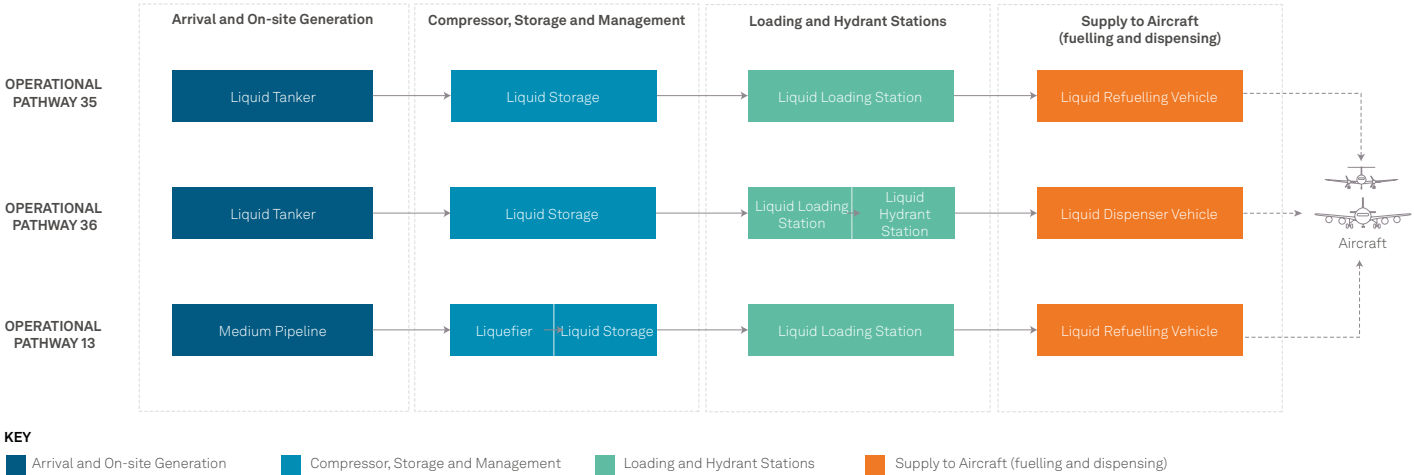 Arrival and On-site Generation
Compressor, Storage and Management
Loading and Hydrant Stations
Supply to Aircraft
(fuelling and dispensing)
OPERATIONAL
PATHWAY 35
Liquid Tanker
Liquid Storage
Liquid Loading Station
Liquid Refuelling Vehicle
OPERATIONAL
PATHWAY 36
Liquid Tanker
Liquid Storage
Liquid Loading
Station
Liquid
Hydrant
Station
Liquid Dispenser Vehicle
Aircraft
OPERATIONAL
PATHWAY 13
Medium Pipeline
Liquefier
Liquid Storage
Liquid Loading Station
Liquid Refuelling Vehicle
KEY
Arrival and On-site Generation
Compressor, Storage and Management
Loading and Hydrant Stations
Supply to Aircraft (fuelling and dispensing)